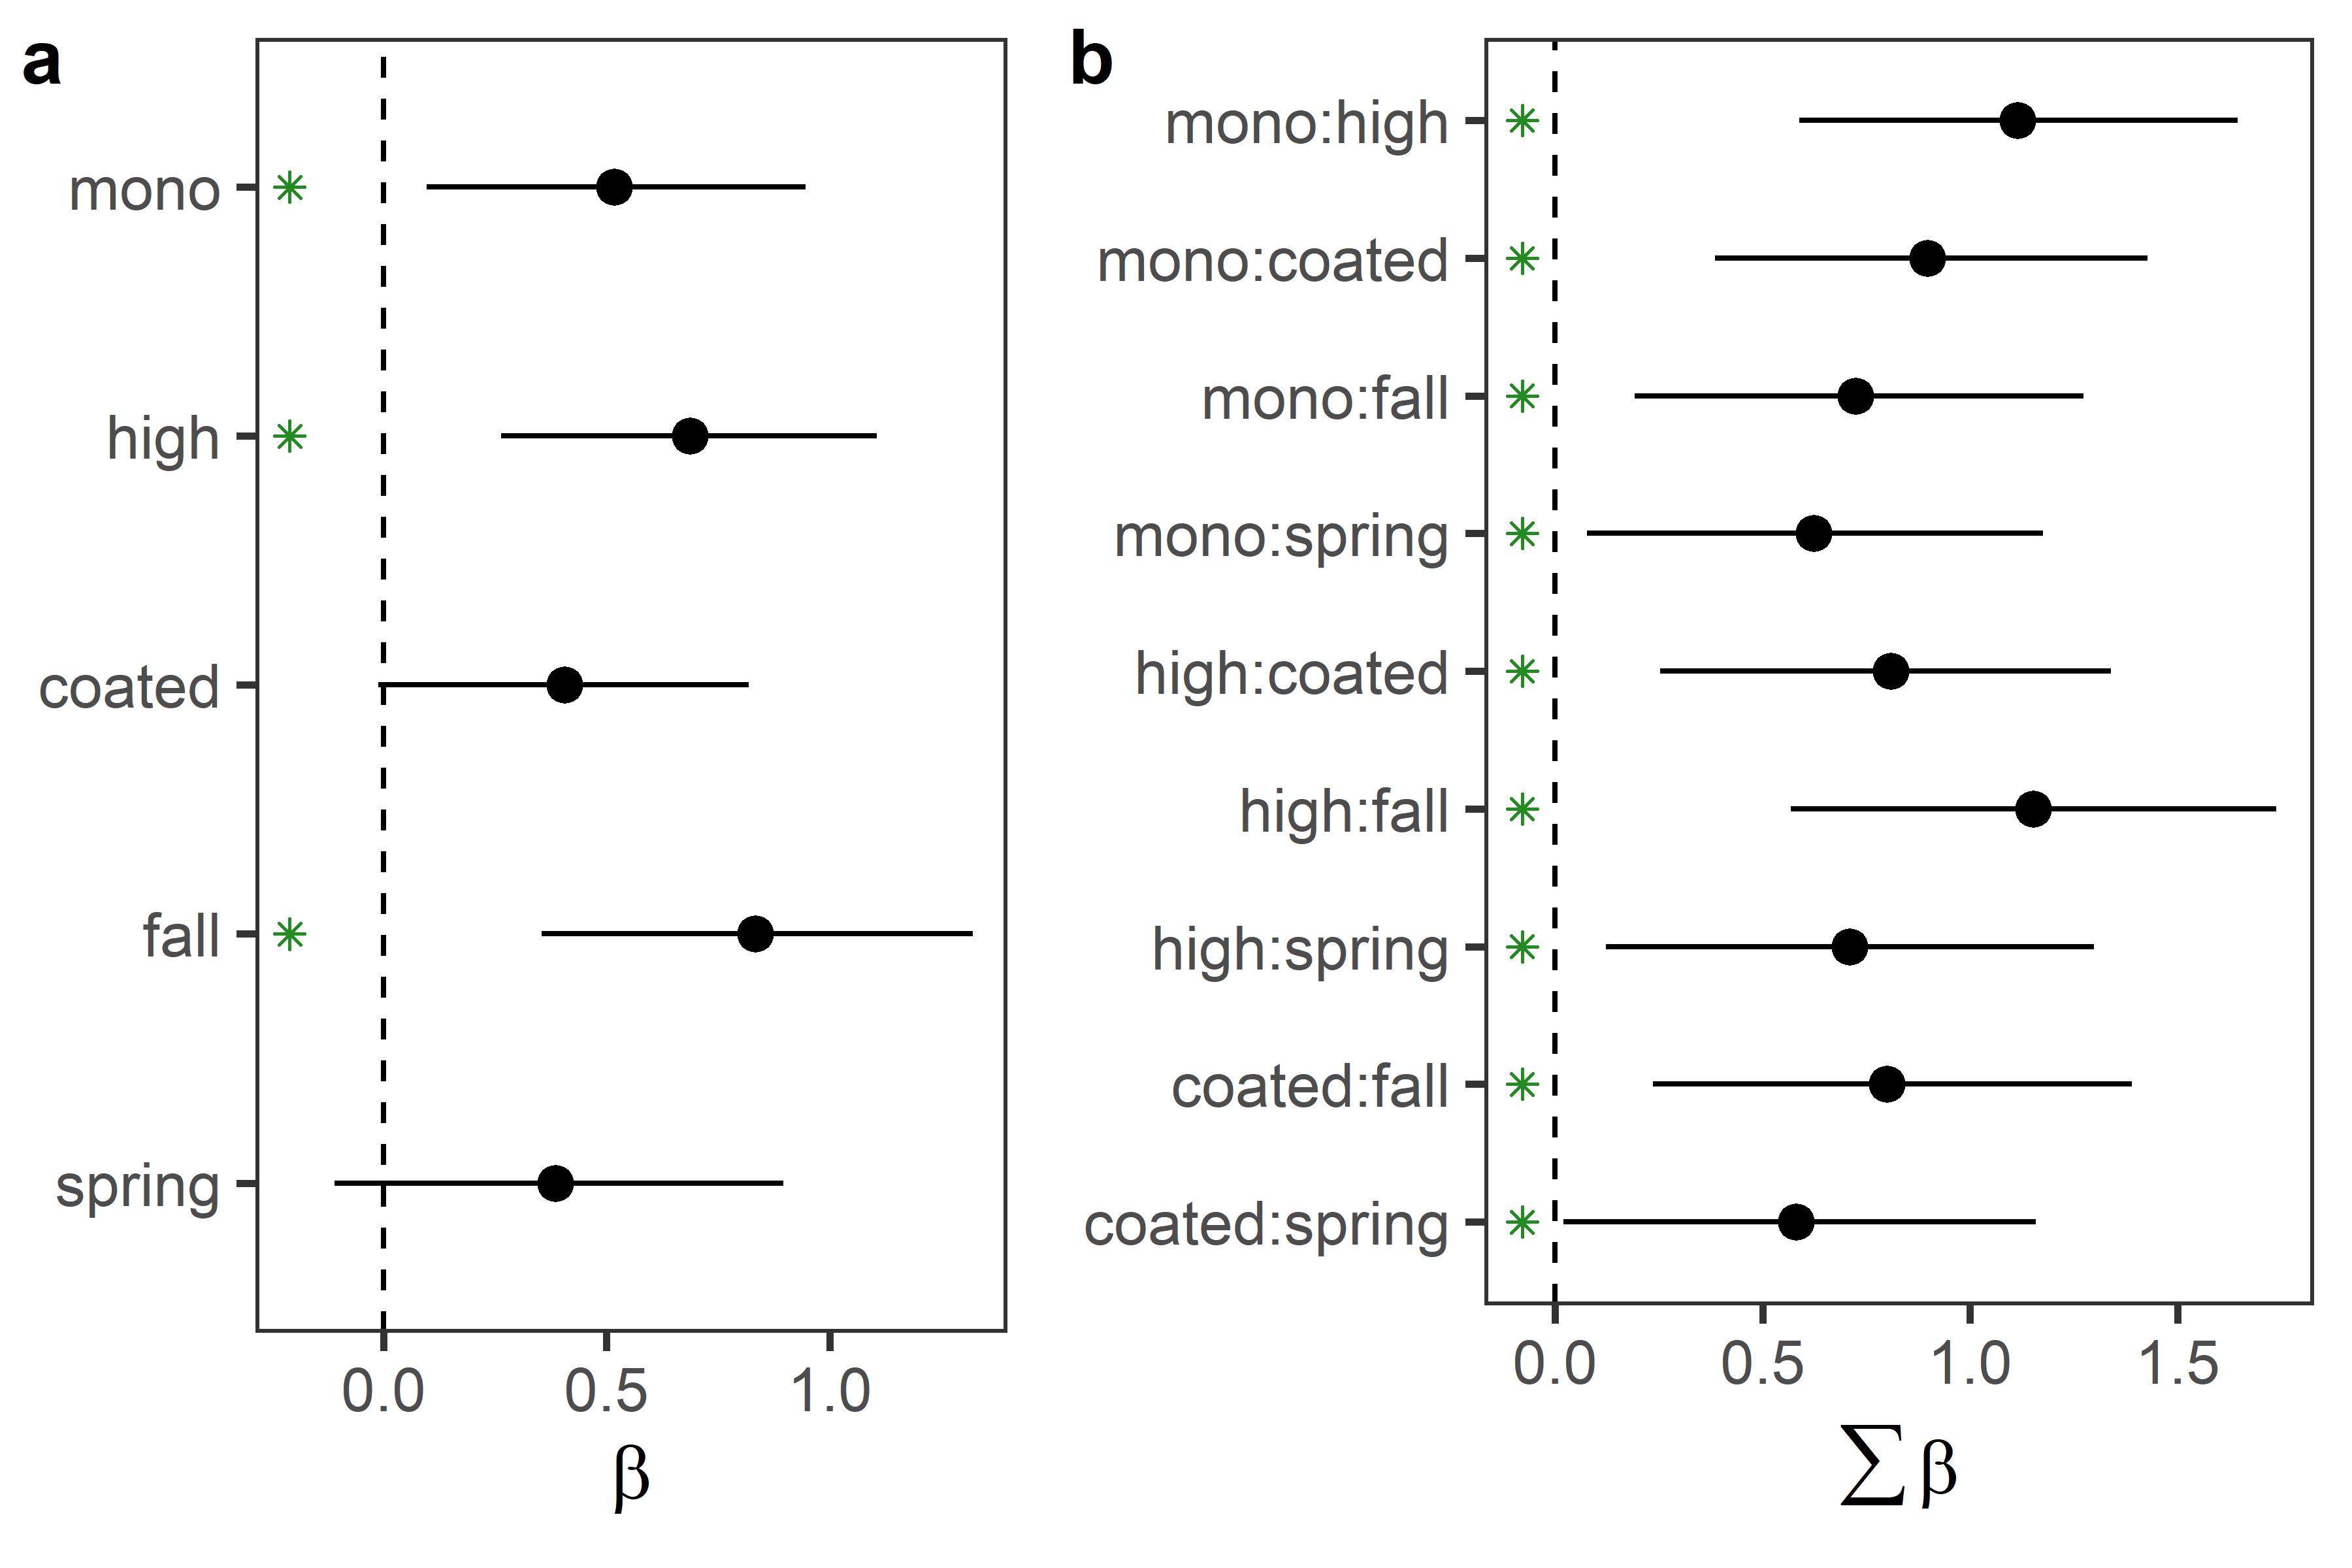 a
mono
high
coated
fall
spring
0.0 0.5 1.0
β
b
mono:high
mono:coated
mono:fall
mono:spring
high:coated
high:fall
high:spring
coated:fall
coated:spring
0.0 0.5 1.0 1.5
∑ β